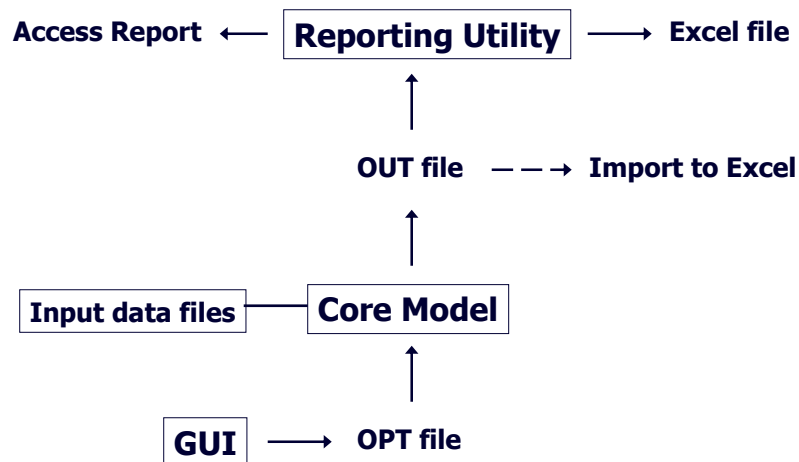 Access Report
Reporting Utility
Excel file
OUT file
Import to Excel
Input data files
Core Model
GUI
OPT file